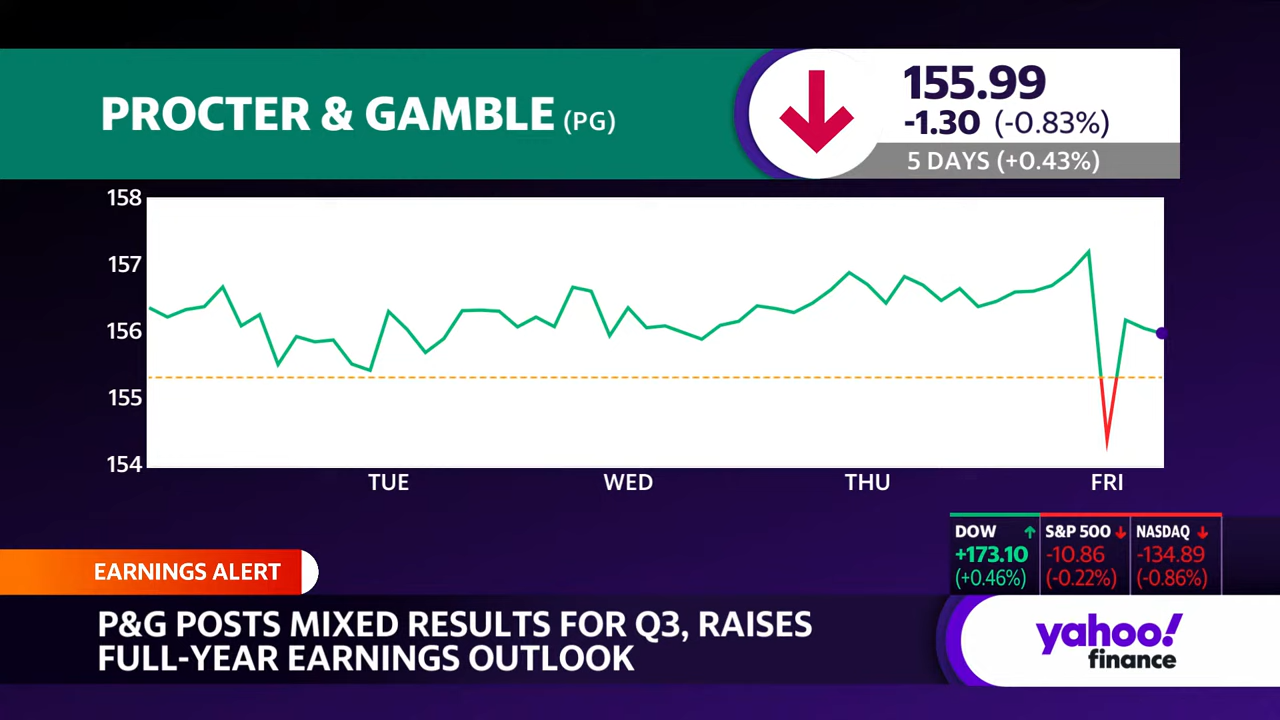 PROCTER & GAMBLE (PG)
155.99
-1.30 (-0.83%)
5 DAYS (+0.43%)
158
157
156
155
154
TUE WED THU FRI
DOW S&P 500 NASDAQ
+173.10 -10.86 -134.89
(+0.46%) (-0.22%) (-0.86%)
EARNINGS ALERT
P&G POSTS MIXED RESULTS FOR Q3, RAISES
FULL-YEAR EARNINGS OUTLOOK
yahoo!
finance